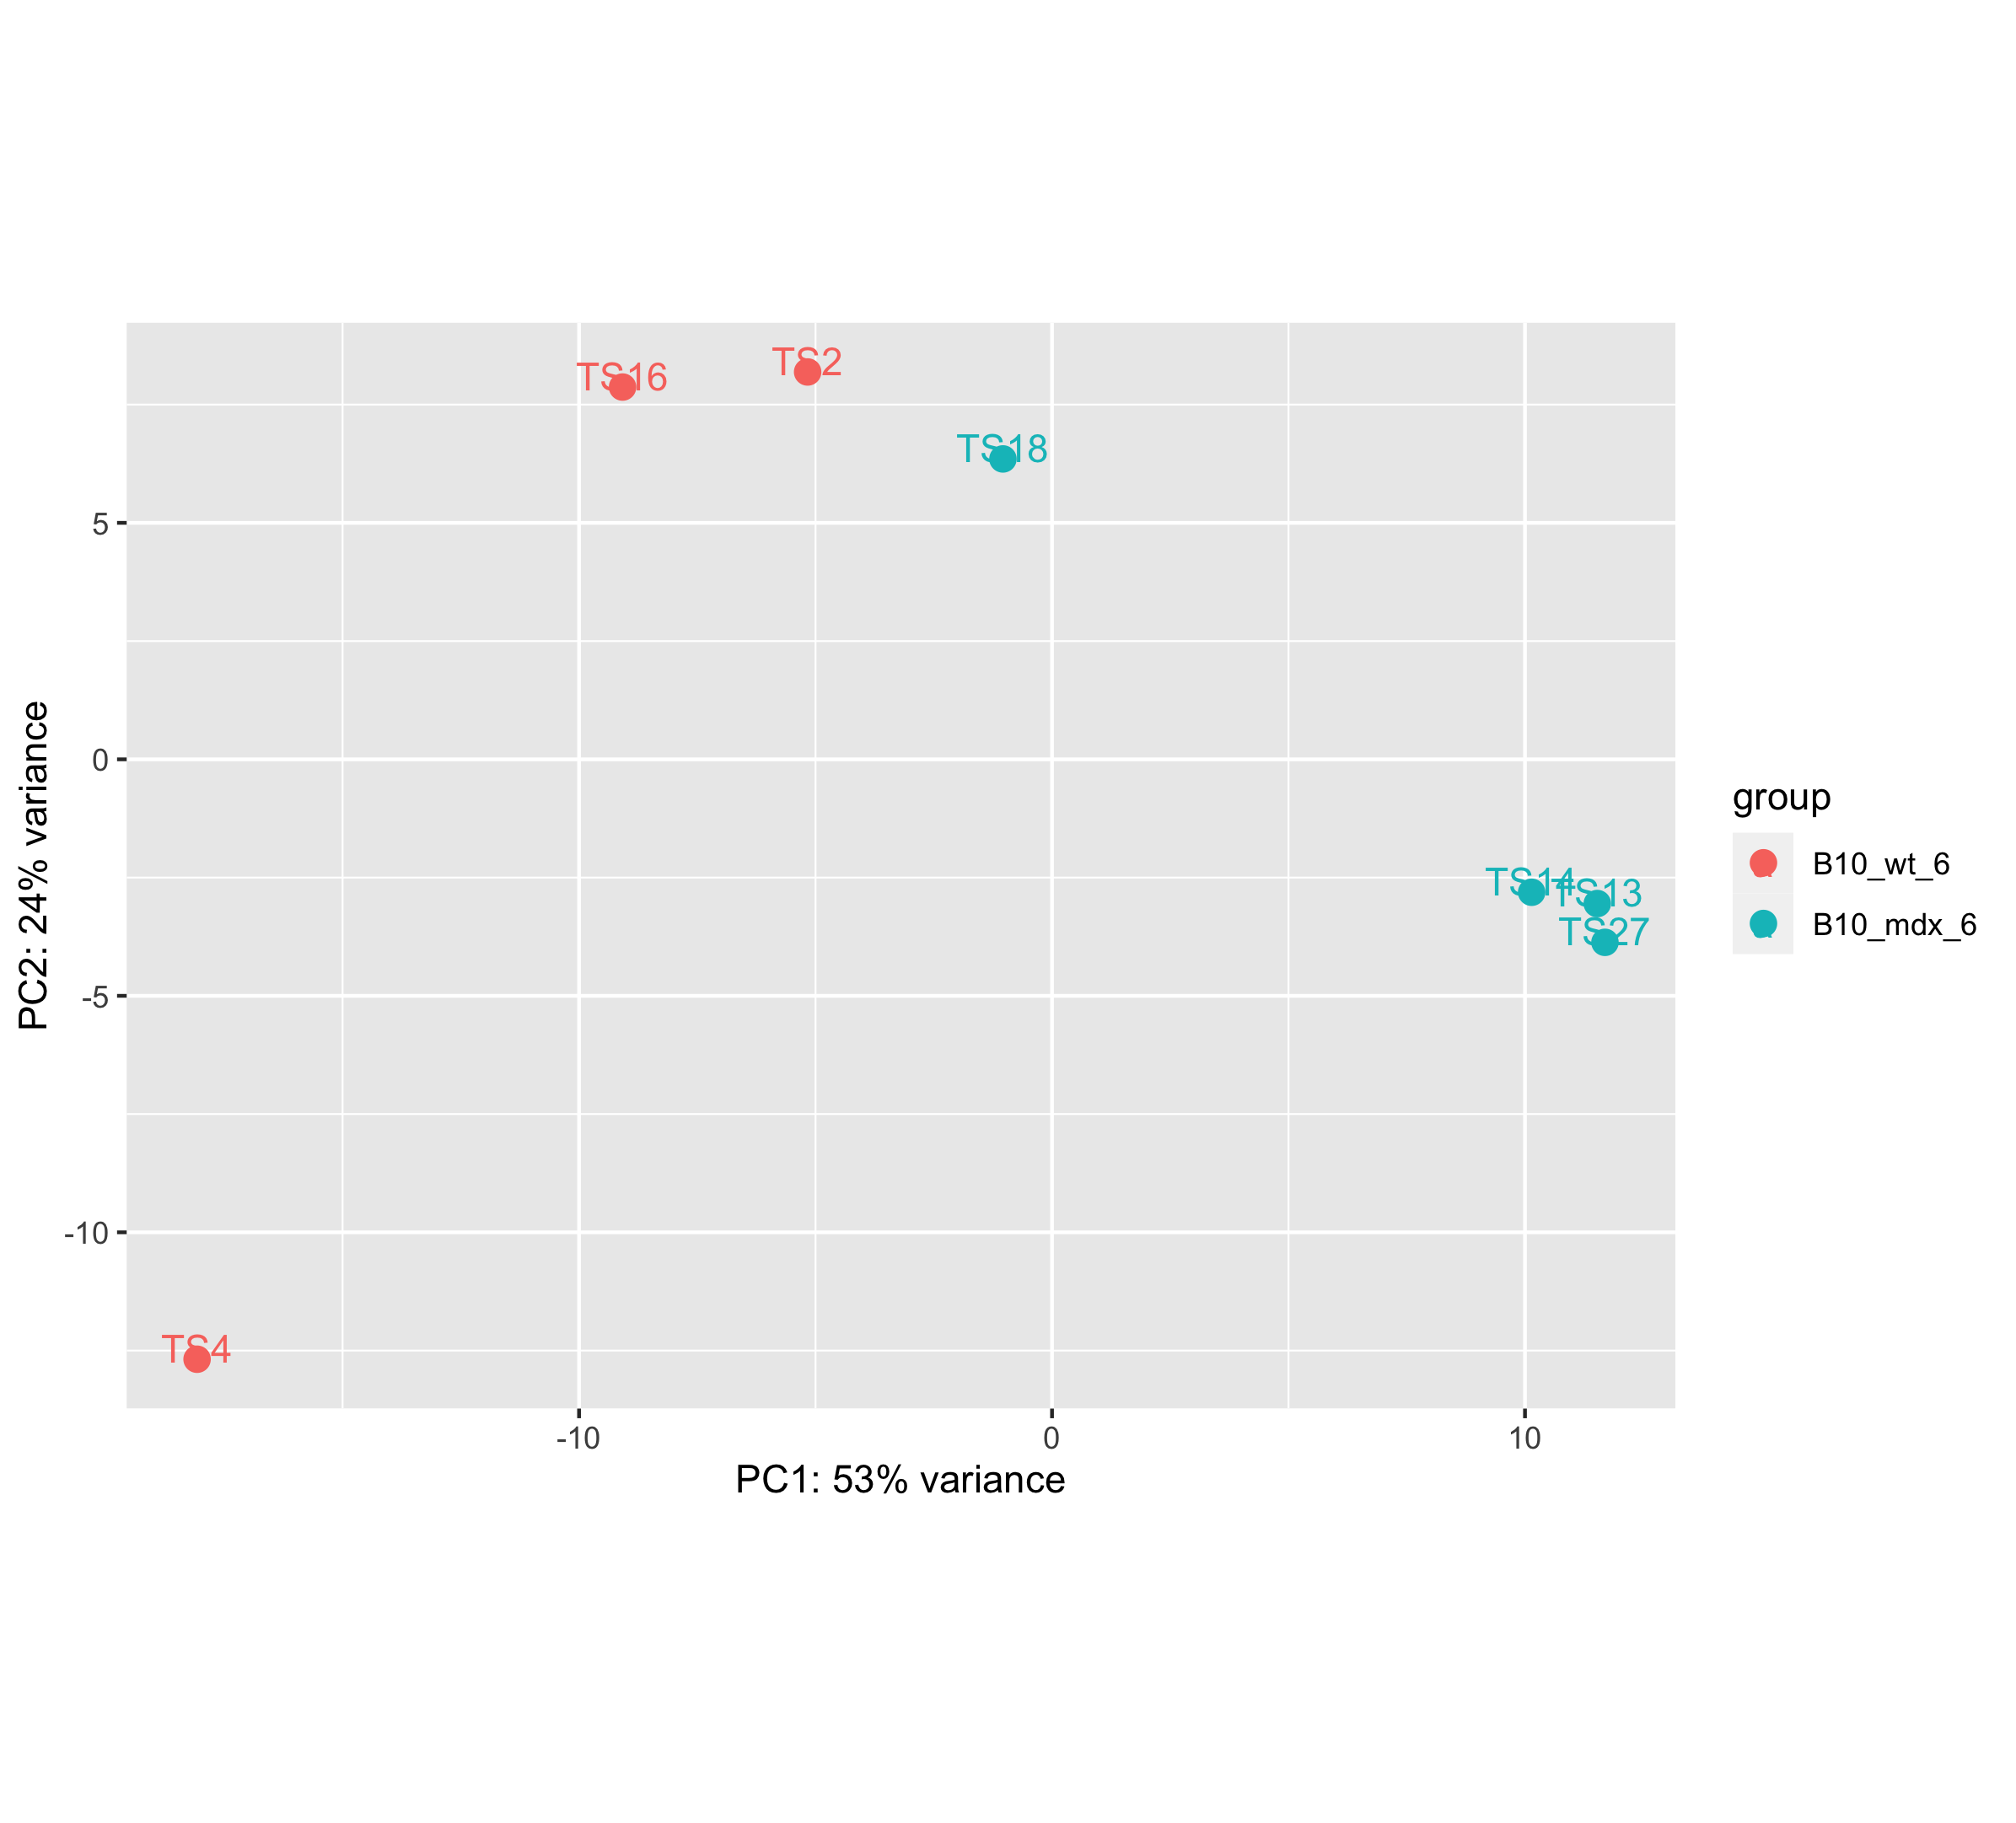 TS16
TS2
TS18
TS14
TS13
TS27
TS4
5
0
-5
-10
-10
0
10
PC1: 53% variance
PC2: 24% variance
group
B10_wt_6
B10_mdx_6